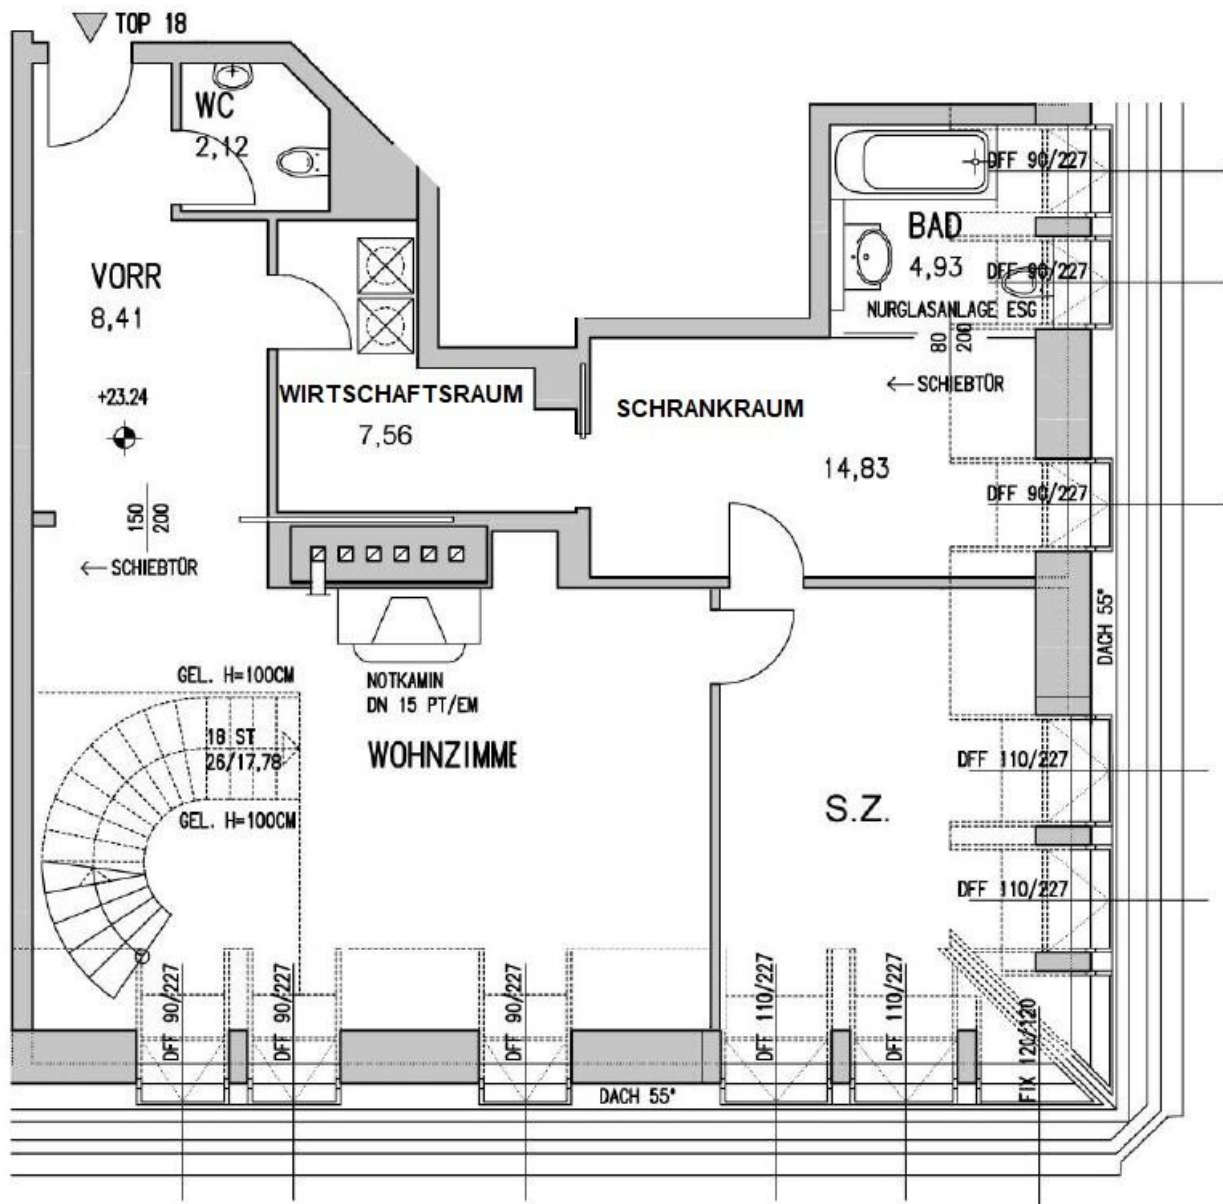 TOP 18
WC
2,12
DFF 90/227
BAD
4,93
DFF 90/227
NURGLASANLAGE ESG
80
200
VORR
8,41
+23.24
WIRTSCHAFTSRAUM
7,56
← SCHIEBTÜR
SCHRANKRAUM
14,83
DFF 90/227
150
200
← SCHIEBTÜR
DACH 55°
GEL. H=100CM
NOTKAMIN
DN 15 PT/EM
18 ST
26/17,78
WOHNZIMME
DFF 110/227
GEL. H=100CM
S.Z.
DFF 110/227
DFF 90/227
DFF 90/227
DFF 90/227
DFF 110/227
DFF 110/227
FIX 120/120
DACH 55°